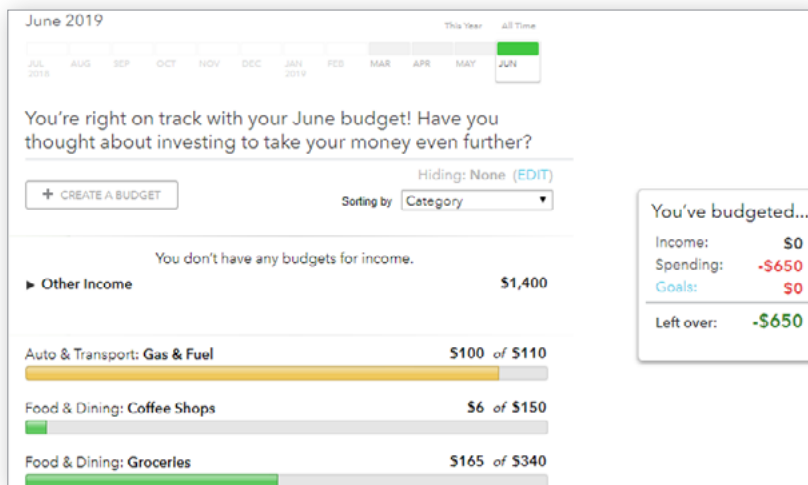 June 2019
This Year All Time
JUL AUG SEP OCT NOV DEC JAN FEB MAR APR MAY JUN
2018 2019
You're right on track with your June budget! Have you
thought about investing to take your money even further?
Hiding: None (EDIT)
+ CREATE A BUDGET
Sorting by Category
You don't have any budgets for income.
Other Income $1,400
Auto & Transport: Gas & Fuel $100 of $110
Food & Dining: Coffee Shops $6 of $150
Food & Dining: Groceries $165 of $340
You've budgeted...
Income: $0
Spending: -$650
Goals: $0
Left over: -$650